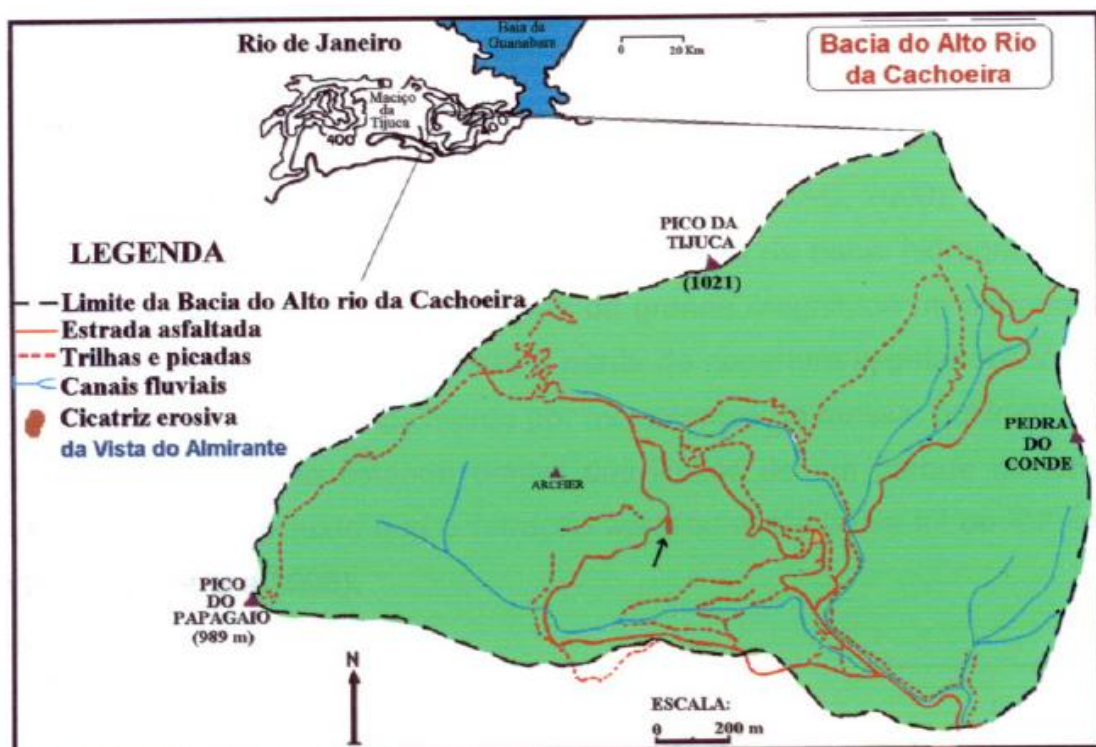 Rio de Janeiro
Baia da
Guanabara
0 20 Km
Bacia do Alto Rio
da Cachoeira
Maciço
da
Tijuca
400
PICO DA
TIJUCA
(1021)
LEGENDA
Limite da Bacia do Alto rio da Cachoeira
Estrada asfaltada
Trilhas e picadas
Canais fluviais
Cicatriz erosiva
da Vista do Almirante
PEDRA
DO
CONDE
ARCHER
PICO
DO
PAPAGAIO
(989 m)
N
ESCALA:
0 200 m